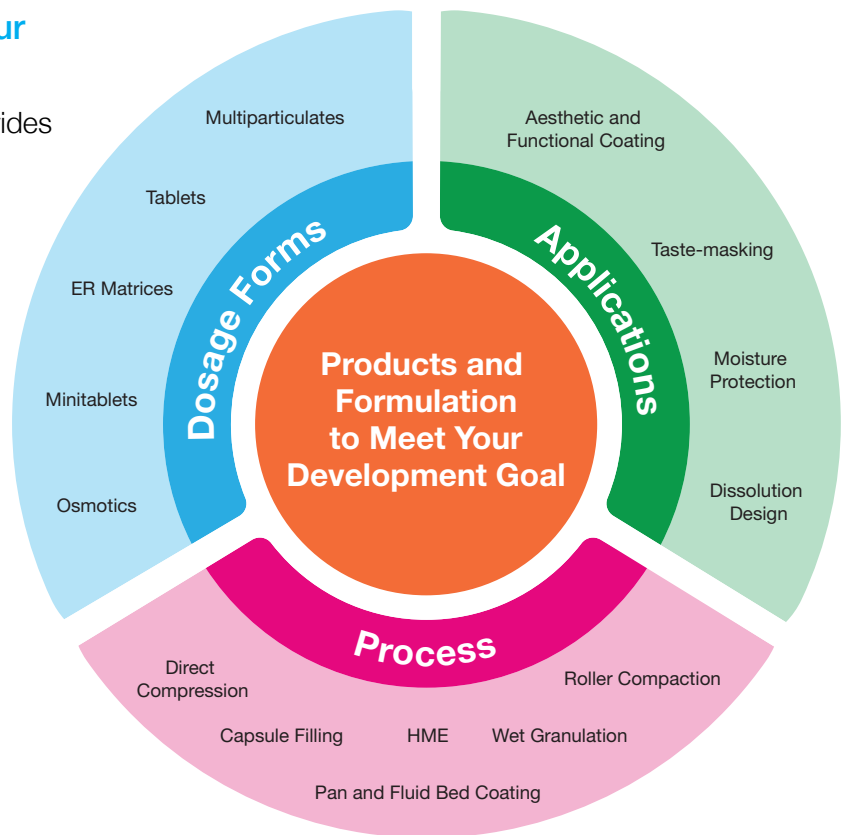 Multiparticulates
Tablets
ER Matrices
Minitablets
Osmotics
Dosage Forms
Aesthetic and
Functional Coating
Taste-masking
Moisture
Protection
Dissolution
Design
Applications
Products and
Formulation
to Meet Your
Development Goal
Process
Direct
Compression
Roller Compaction
Capsule Filling
HME
Wet Granulation
Pan and Fluid Bed Coating